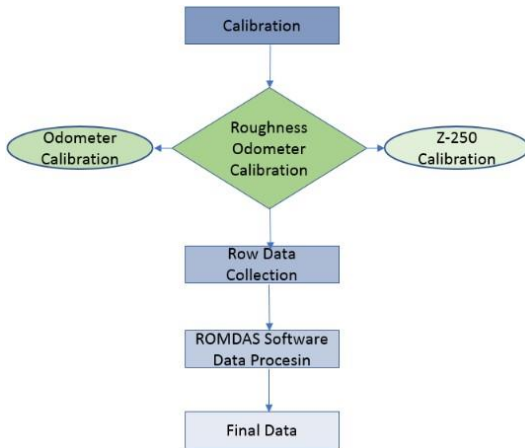 Calibration
Roughness
Odometer
Calibration
Odometer
Calibration
Z-250
Calibration
Row Data
Collection
ROMDAS Software
Data Procesin
Final Data